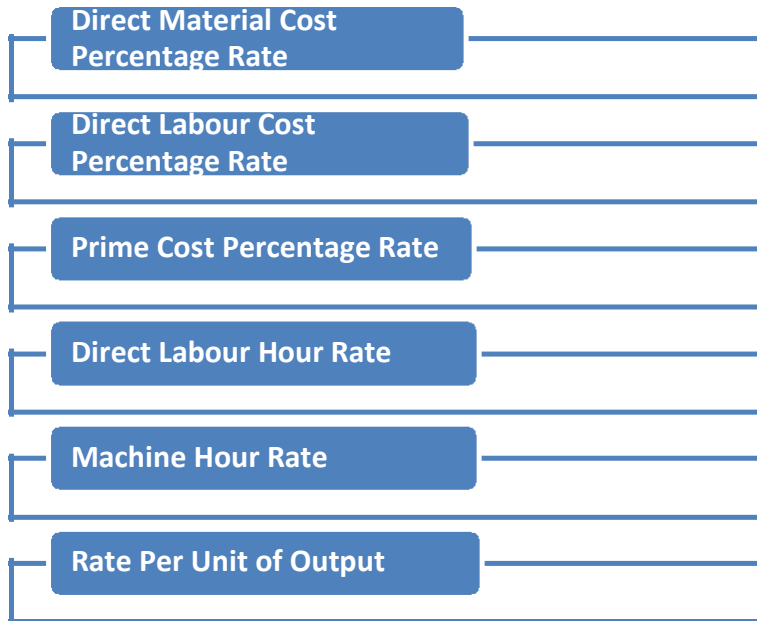 Direct Material Cost
Percentage Rate
Direct Labour Cost
Percentage Rate
Prime Cost Percentage Rate
Direct Labour Hour Rate
Machine Hour Rate
Rate Per Unit of Output